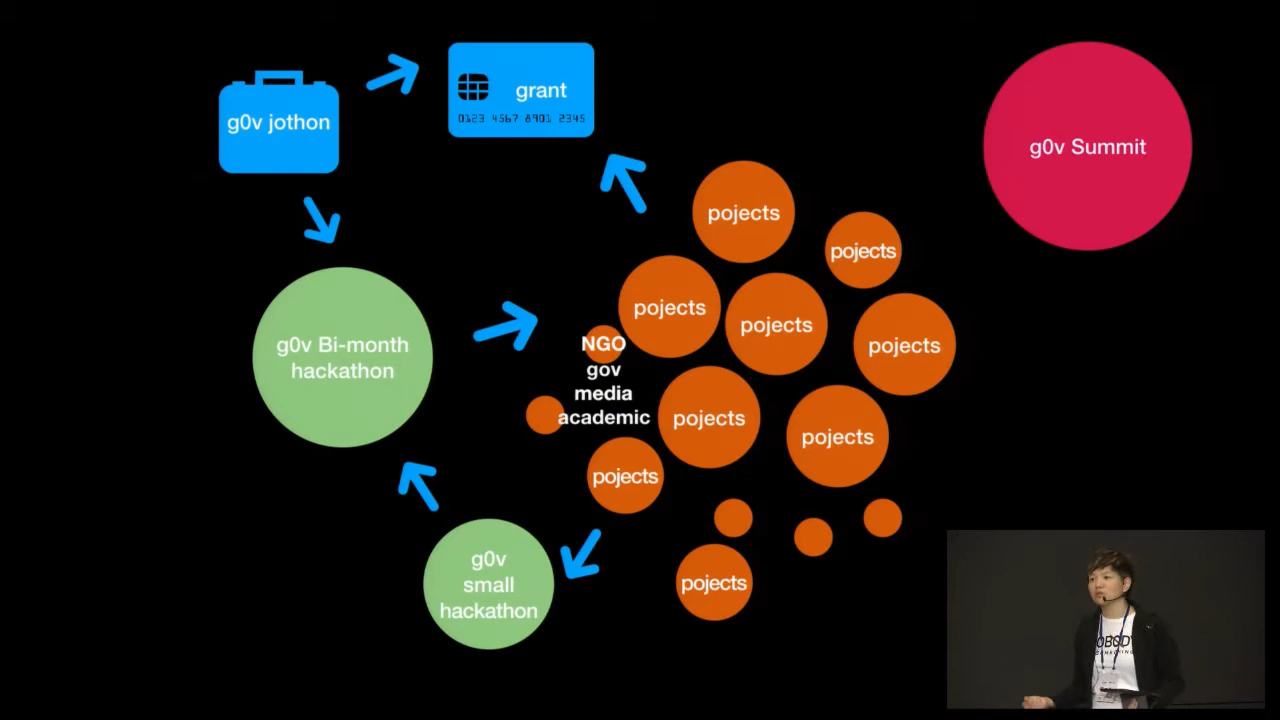 g0v jothon
grant
0123 4567 8901 2345
g0v Summit
pojects
pojects
pojects
pojects
pojects
g0v Bi-month
hackathon
NGO
gov
media
academic
pojects
pojects
pojects
g0v
small
hackathon
pojects
OBODY